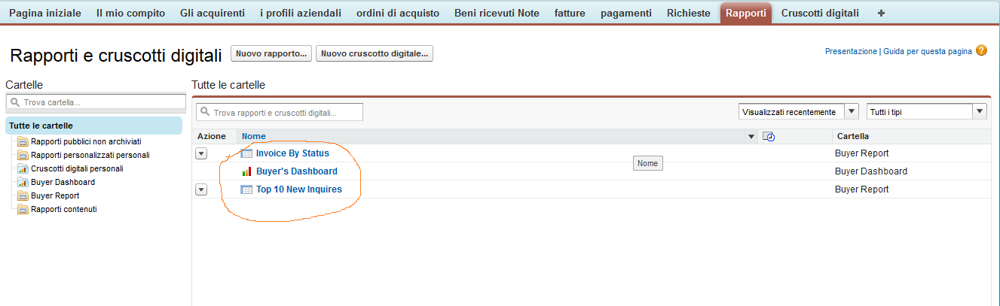 Pagina iniziale Il mio compito Gli acquirenti i profili aziendali ordini di acquisto Beni ricevuti Note fatture pagamenti Richieste Rapporti Cruscotti digitali +
Rapporti e cruscotti digitali Nuovo rapporto... Nuovo cruscotto digitale... Presentazione | Guida per questa pagina ?
Cartelle
Trova cartella...
Tutte le cartelle
Rapporti pubblici non archiviati
Rapporti personalizzati personali
Cruscotti digitali personali
Buyer Dashboard
Buyer Report
Rapporti contenuti
Tutte le cartelle
Trova rapporti e cruscotti digitali... Visualizzati recentemente Tutti i tipi
Azione Nome Cartella
Invoice By Status Buyer Report
Nome
Buyer's Dashboard Buyer Dashboard
Top 10 New Inquires Buyer Report